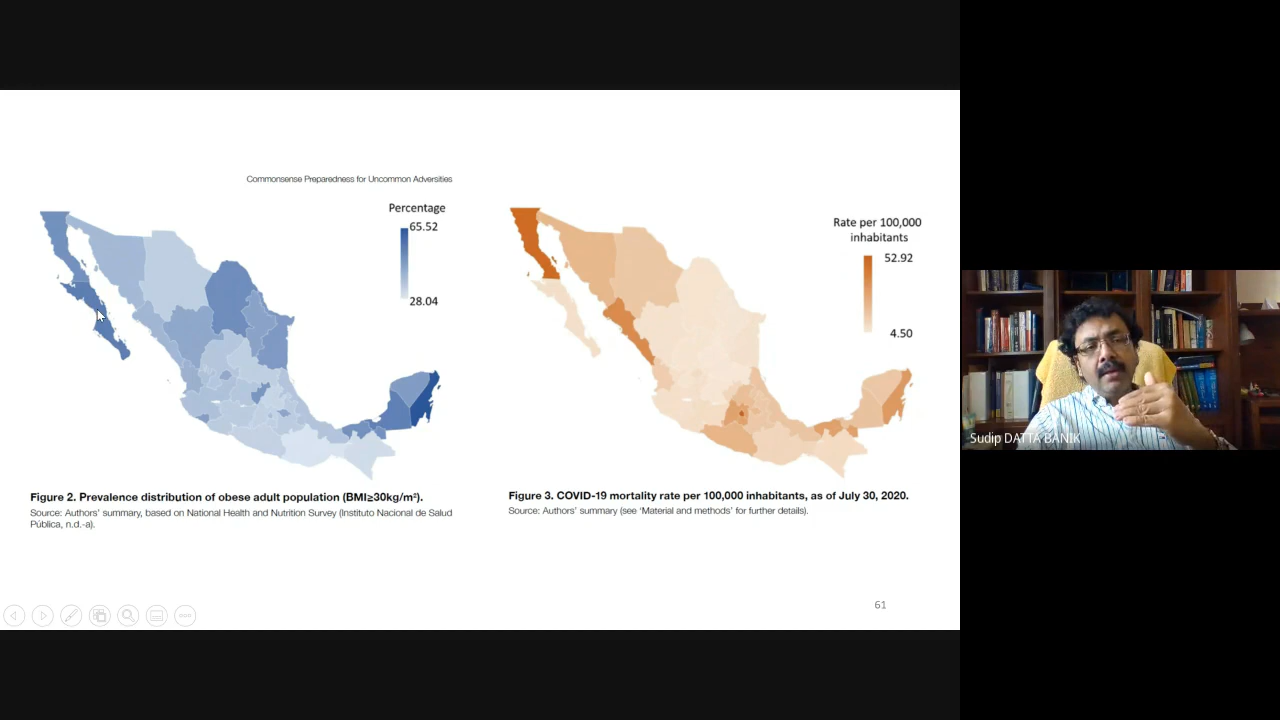 Commonsense Preparedness for Uncommon Adversities
Percentage
65.52
28.04
Figure 2. Prevalence distribution of obese adult population (BMI≥30kg/m²).
Source: Authors' summary, based on National Health and Nutrition Survey (Instituto Nacional de Salud
Pública, n.d.-a).
Rate per 100,000
inhabitants
52.92
4.50
Figure 3. COVID-19 mortality rate per 100,000 inhabitants, as of July 30, 2020.
Source: Authors' summary (see 'Material and methods' for further details).
61
Sudip DATTA BANIK